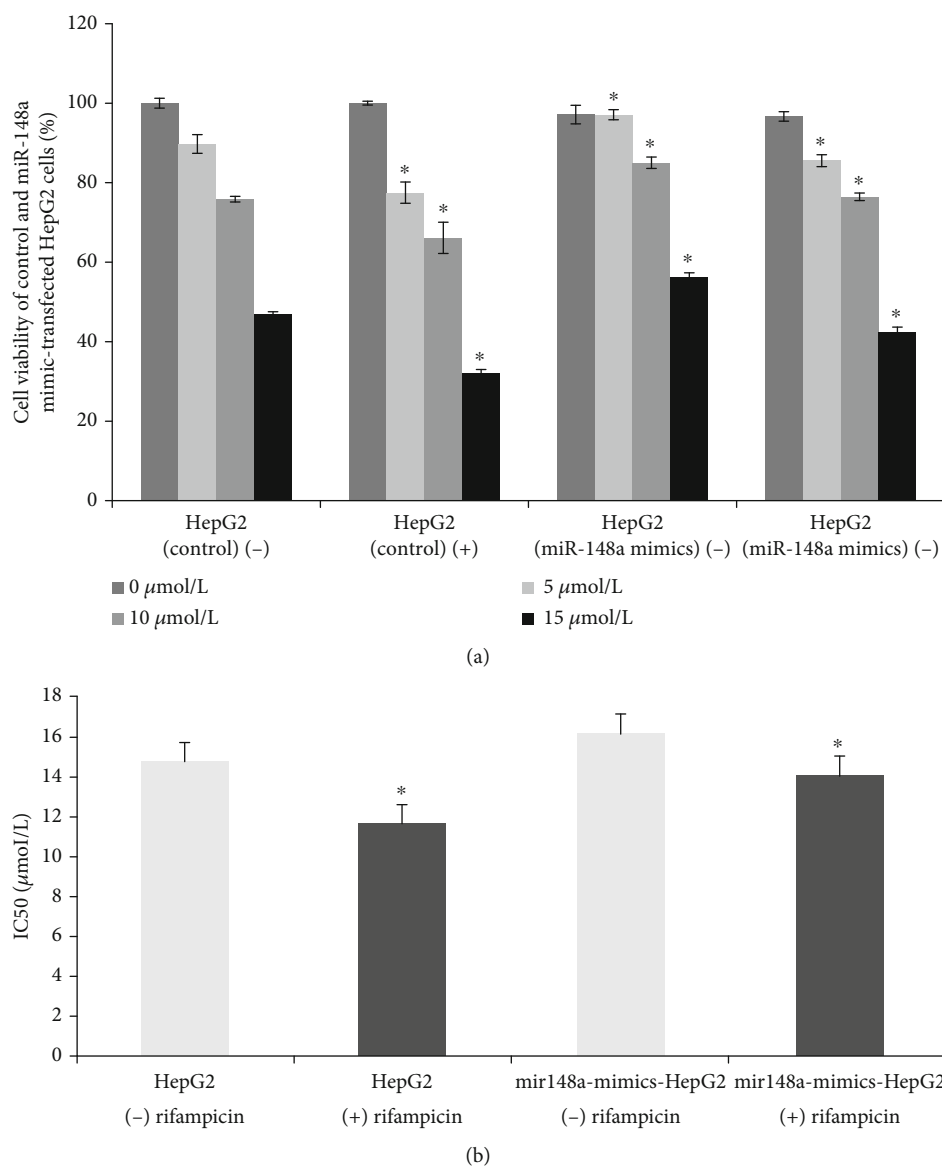 Cell viability of control and miR-148a
mimic-transfected HepG2 cells (%)
120
100
80
60
40
20
0
* * * * * * * * *
HepG2
(control) (–)
HepG2
(control) (+)
HepG2
(miR-148a mimics) (–)
HepG2
(miR-148a mimics) (–)
0 μmol/L
5 μmol/L
10 μmol/L
15 μmol/L
(a)
IC50 (μmol/L)
18
16
14
12
10
8
6
4
2
0
* *
HepG2
(–) rifampicin
HepG2
(+) rifampicin
mir148a-mimics-HepG2
(–) rifampicin
mir148a-mimics-HepG2
(+) rifampicin
(b)